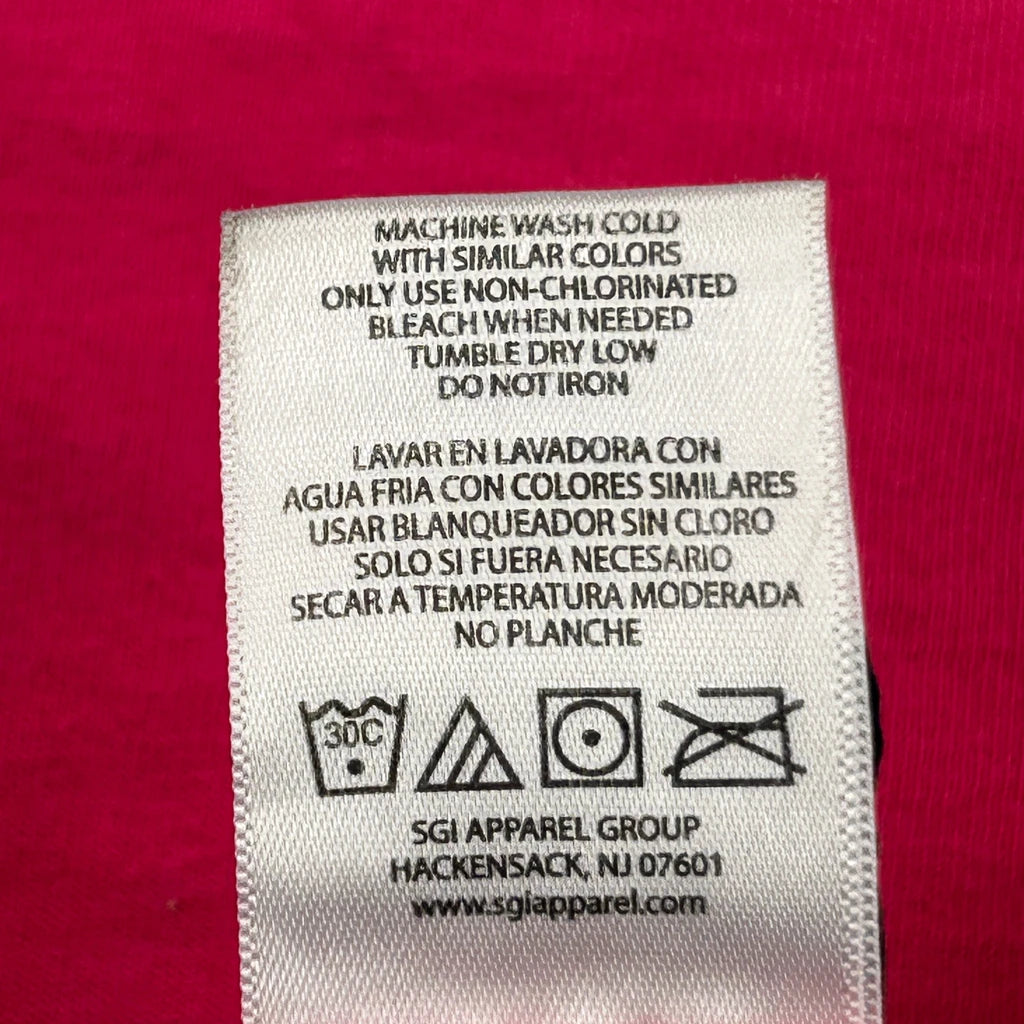 MACHINE WASH COLD
WITH SIMILAR COLORS
ONLY USE NON-CHLORINATED
BLEACH WHEN NEEDED
TUMBLE DRY LOW
DO NOT IRON
LAVAR EN LAVADORA CON
AGUA FRIA CON COLORES SIMILARES
USAR BLANQUEADOR SIN CLORO
SOLO SI FUERA NECESARIO
SECAR A TEMPERATURA MODERADA
NO PLANCHE
30C
SGI APPAREL GROUP
HACKENSACK, NJ 07601
www.sgiapparel.com